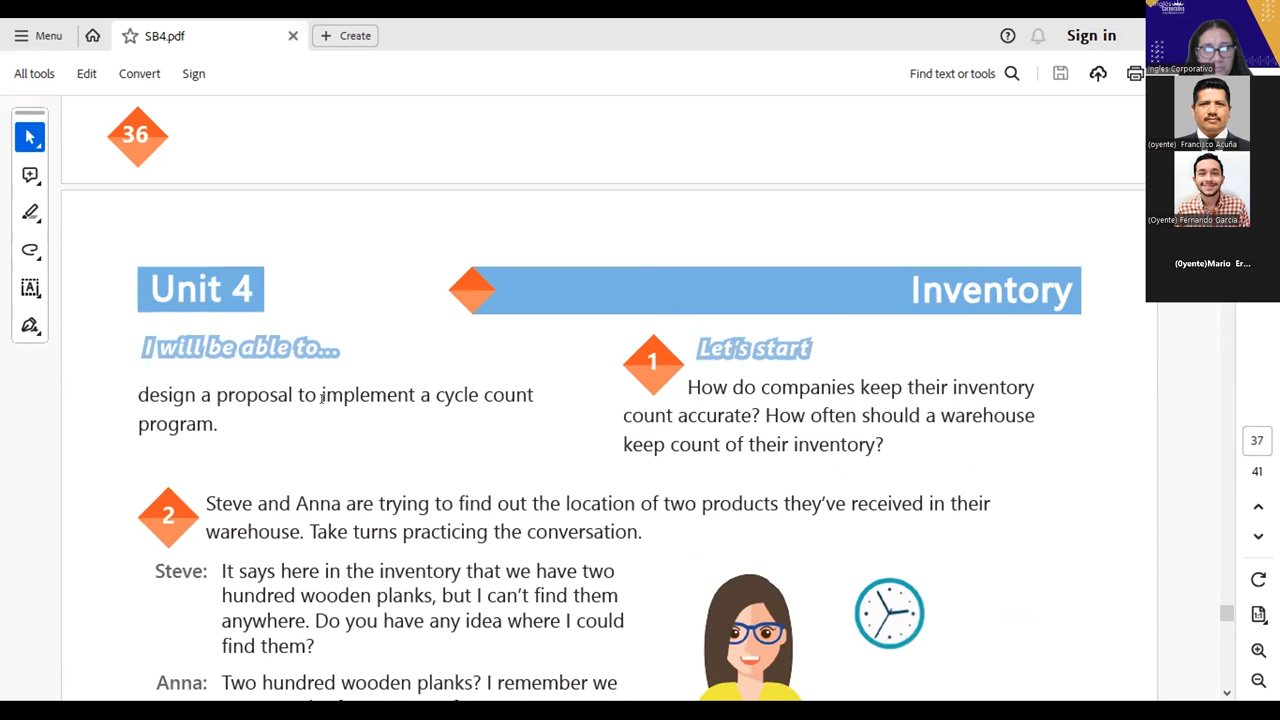 Menu
SB4.pdf
Create
Sign in
All tools
Edit
Convert
Sign
Find text or tools
36
Unit 4
Inventory
I will be able to...
design a proposal to implement a cycle count
program.
1
Let's start
How do companies keep their inventory
count accurate? How often should a warehouse
keep count of their inventory?
2
Steve and Anna are trying to find out the location of two products they've received in their
warehouse. Take turns practicing the conversation.
Steve: It says here in the inventory that we have two
hundred wooden planks, but I can't find them
anywhere. Do you have any idea where I could
find them?
Anna: Two hundred wooden planks? I remember we
37
41
Inglés
Corporativo
Ingles Corporativo
(oyente) Francisco Acuña
(Oyente) Fernando García
(0yente)Mario Er...